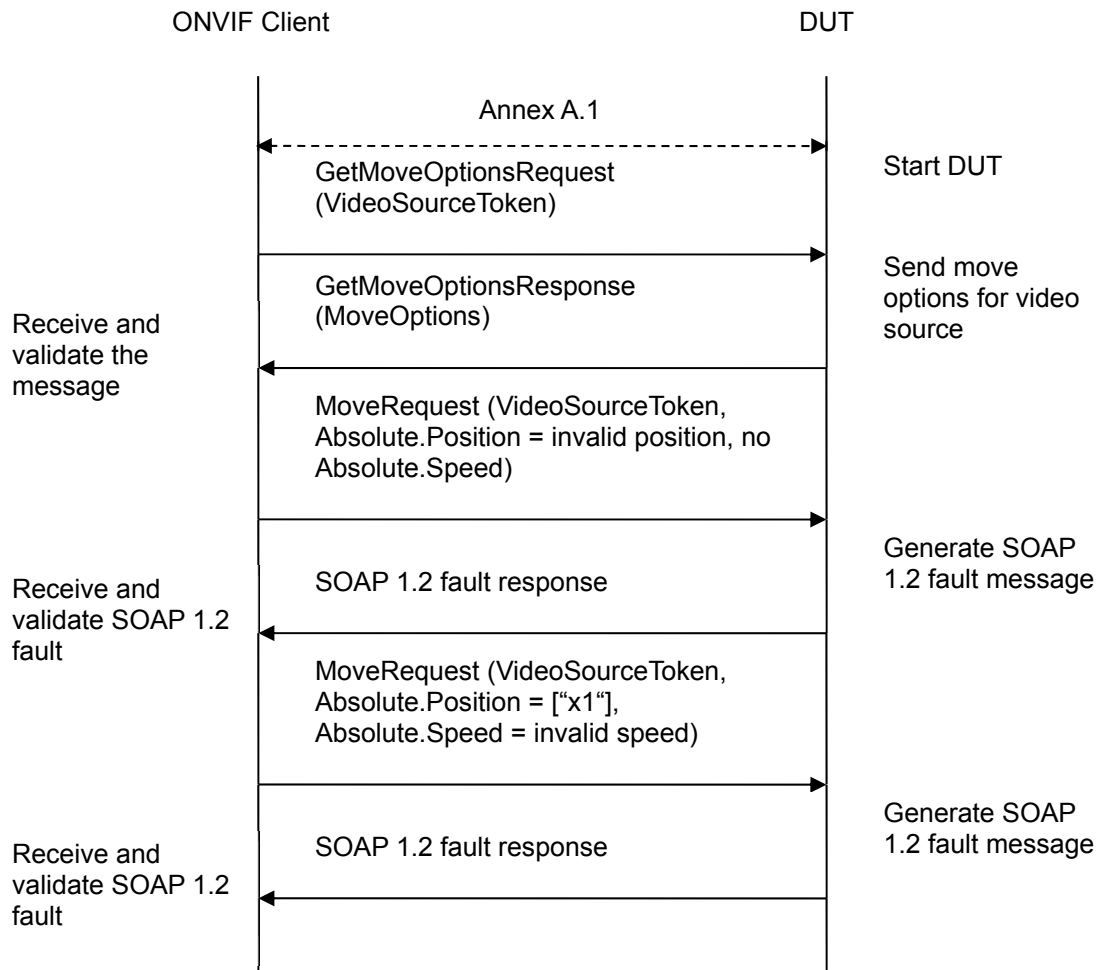 ONVIF Client
DUT
Annex A.1
Start DUT
GetMoveOptionsRequest
(VideoSourceToken)
Send move
options for video
source
GetMoveOptionsResponse
(MoveOptions)
Receive and
validate the
message
MoveRequest (VideoSourceToken,
Absolute.Position = invalid position, no
Absolute.Speed)
Generate SOAP
1.2 fault message
SOAP 1.2 fault response
Receive and
validate SOAP 1.2
fault
MoveRequest (VideoSourceToken,
Absolute.Position = [“x1“],
Absolute.Speed = invalid speed)
Generate SOAP
1.2 fault message
SOAP 1.2 fault response
Receive and
validate SOAP 1.2
fault